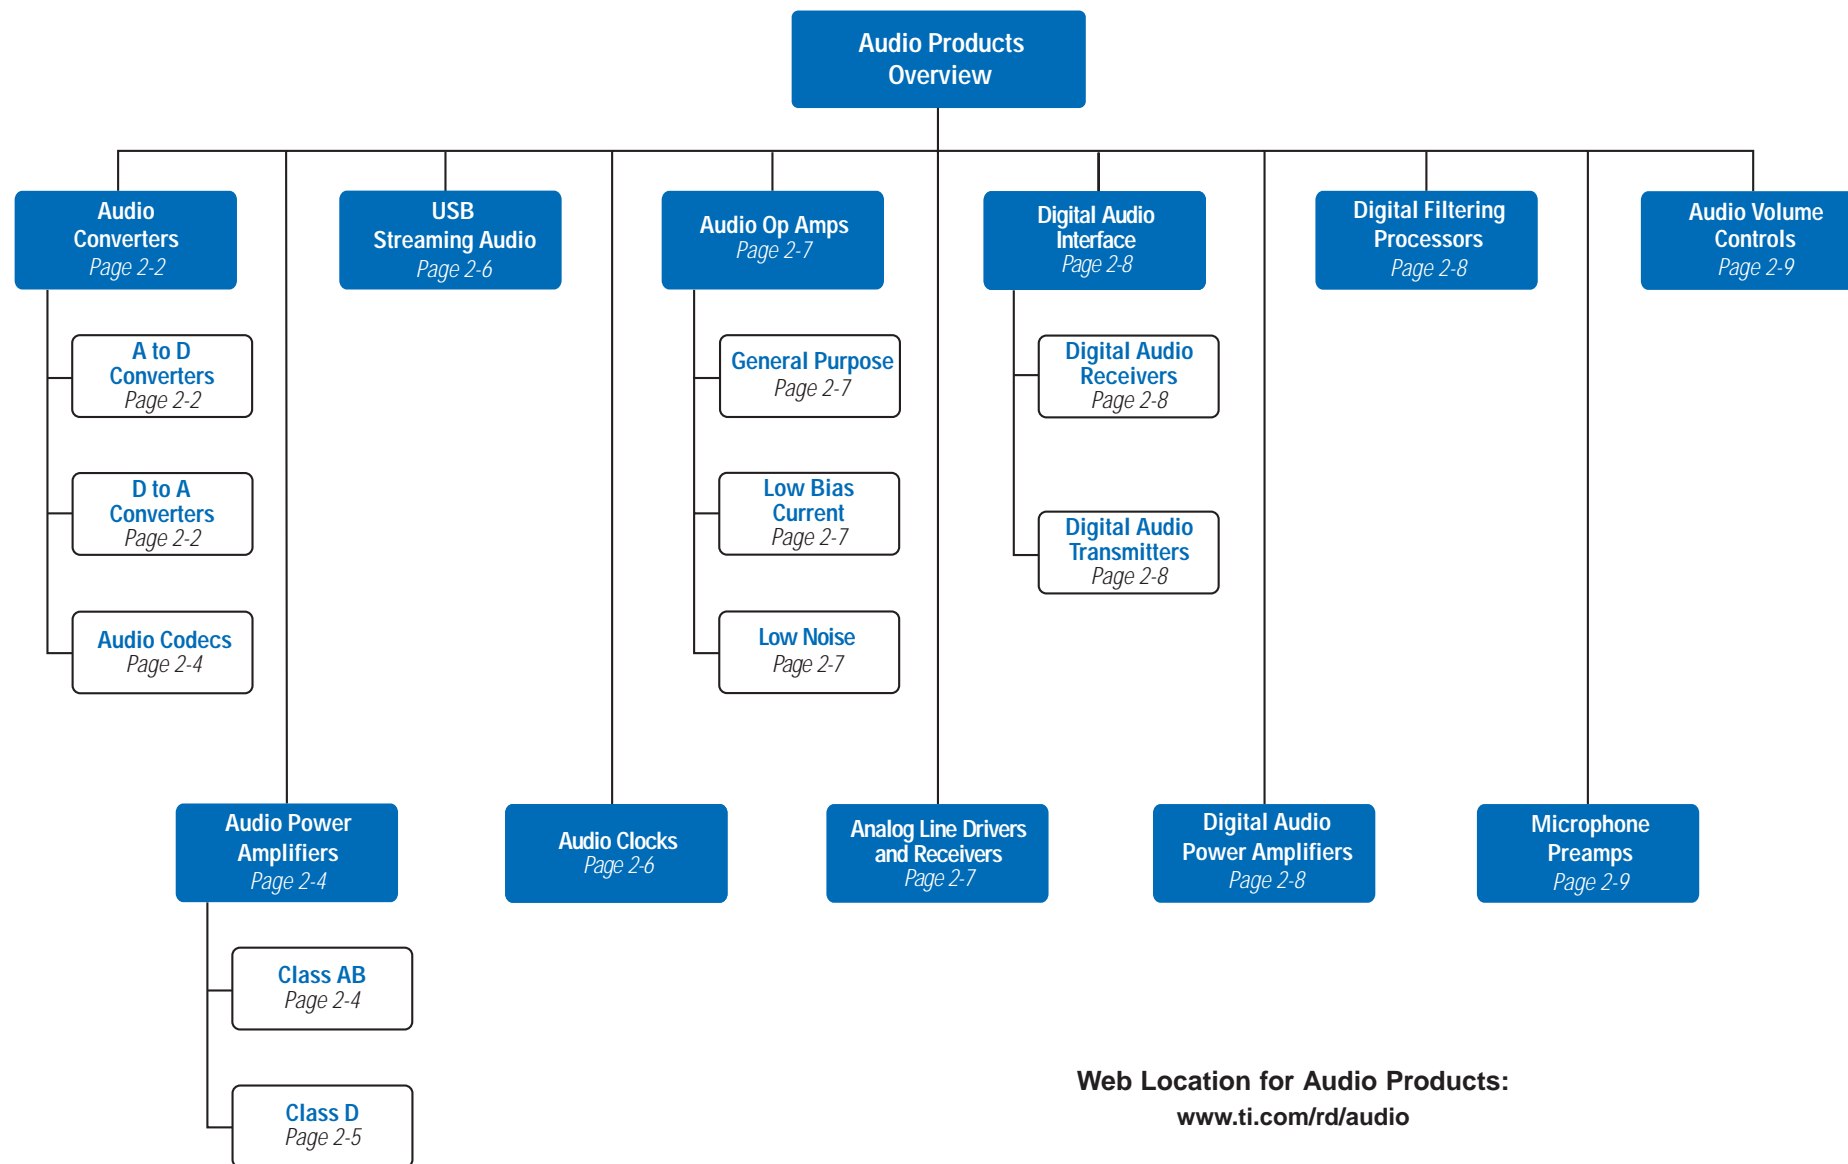 Audio Products
Overview
Audio
Converters
Page 2-2
USB
Streaming Audio
Page 2-6
Audio Op Amps
Page 2-7
Digital Audio
Interface
Page 2-8
Digital Filtering
Processors
Page 2-8
Audio Volume
Controls
Page 2-9
A to D
Converters
Page 2-2
D to A
Converters
Page 2-2
Audio Codecs
Page 2-4
General Purpose
Page 2-7
Low Bias
Current
Page 2-7
Low Noise
Page 2-7
Digital Audio
Receivers
Page 2-8
Digital Audio
Transmitters
Page 2-8
Audio Power
Amplifiers
Page 2-4
Audio Clocks
Page 2-6
Analog Line Drivers
and Receivers
Page 2-7
Digital Audio
Power Amplifiers
Page 2-8
Microphone
Preamps
Page 2-9
Class AB
Page 2-4
Class D
Page 2-5
Web Location for Audio Products:
www.ti.com/rd/audio